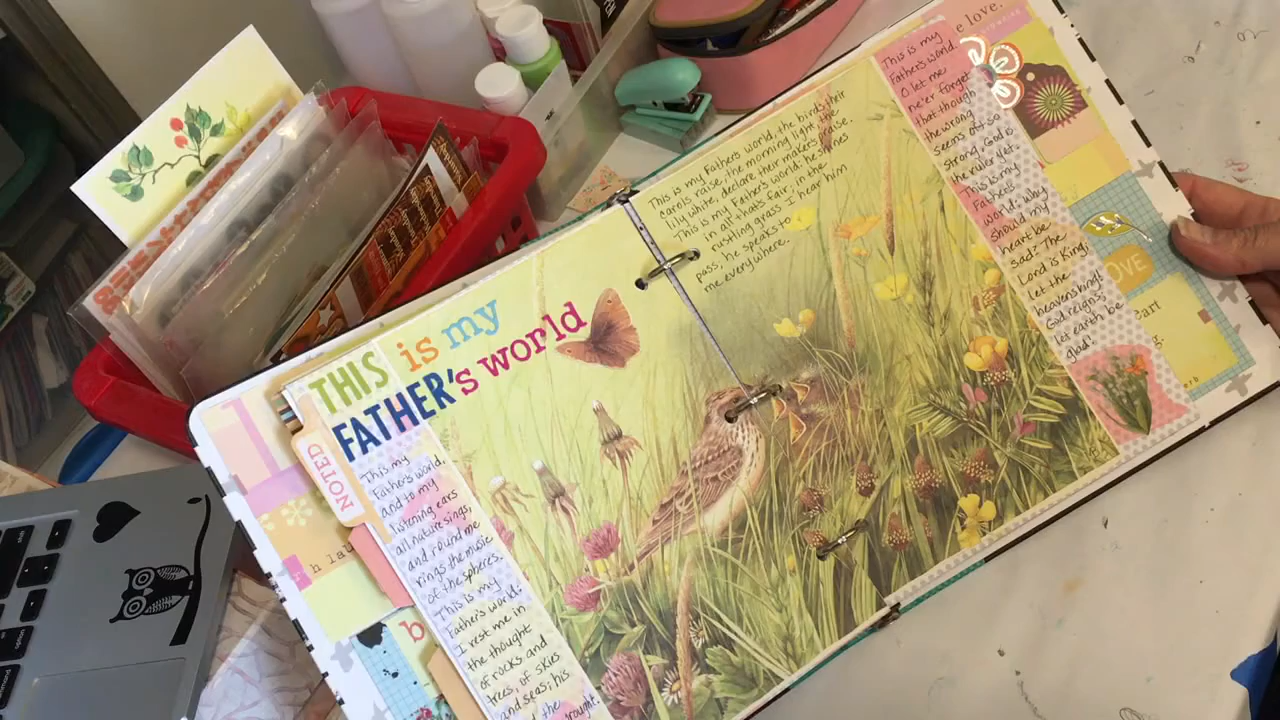 THIS is my
FATHER's world
NOTED
This my
Father's world,
and to my
listening ears
all nature sings,
and round me
rings the music
of the spheres.
This is my
Father's world:
I rest me in
the thought
of rocks and
trees, of skies
and seas; his
the
wrought.
This is my Fathers world, the birds their
carols raise, the morning light, the
lily white, declare their maker's praise.
This is my Father's world: he shines
in all that's fair; in the
rustling grass I hear him
pass; he speaks to
me everywhere.
This is my
Father's world.
O let me
ne'er forget
that though
the wrong
seems oft so
strong, God is
the ruler yet.
This is my
Father's
world: why
should my
heart be
sad? The
Lord is King;
let the
heavens ring!
God reigns;
let earth be
glad!
e love.
OVE
h lau
b
option
command